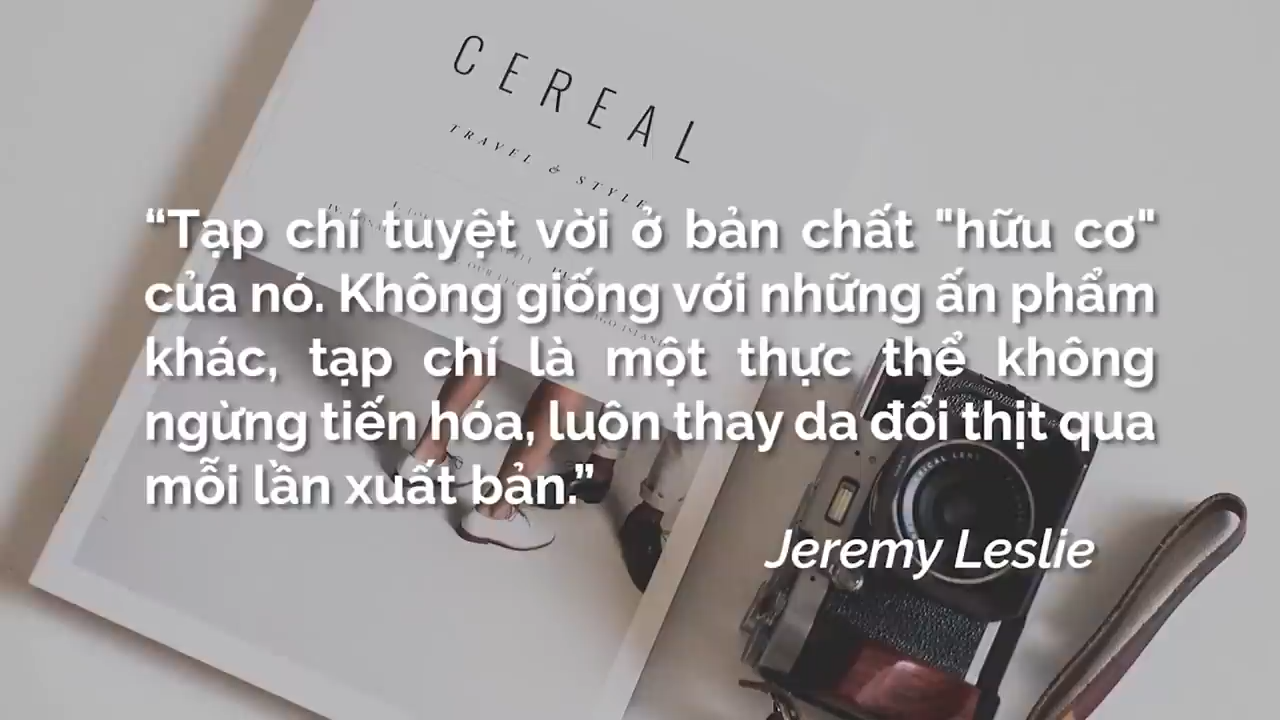 CEREAL
TRAVEL & STYLE
“Tạp chí tuyệt vời ở bản chất "hữu cơ"
của nó. Không giống với những ấn phẩm
khác, tạp chí là một thực thể không
ngừng tiến hóa, luôn thay da đổi thịt qua
mỗi lần xuất bản.”
Jeremy Leslie